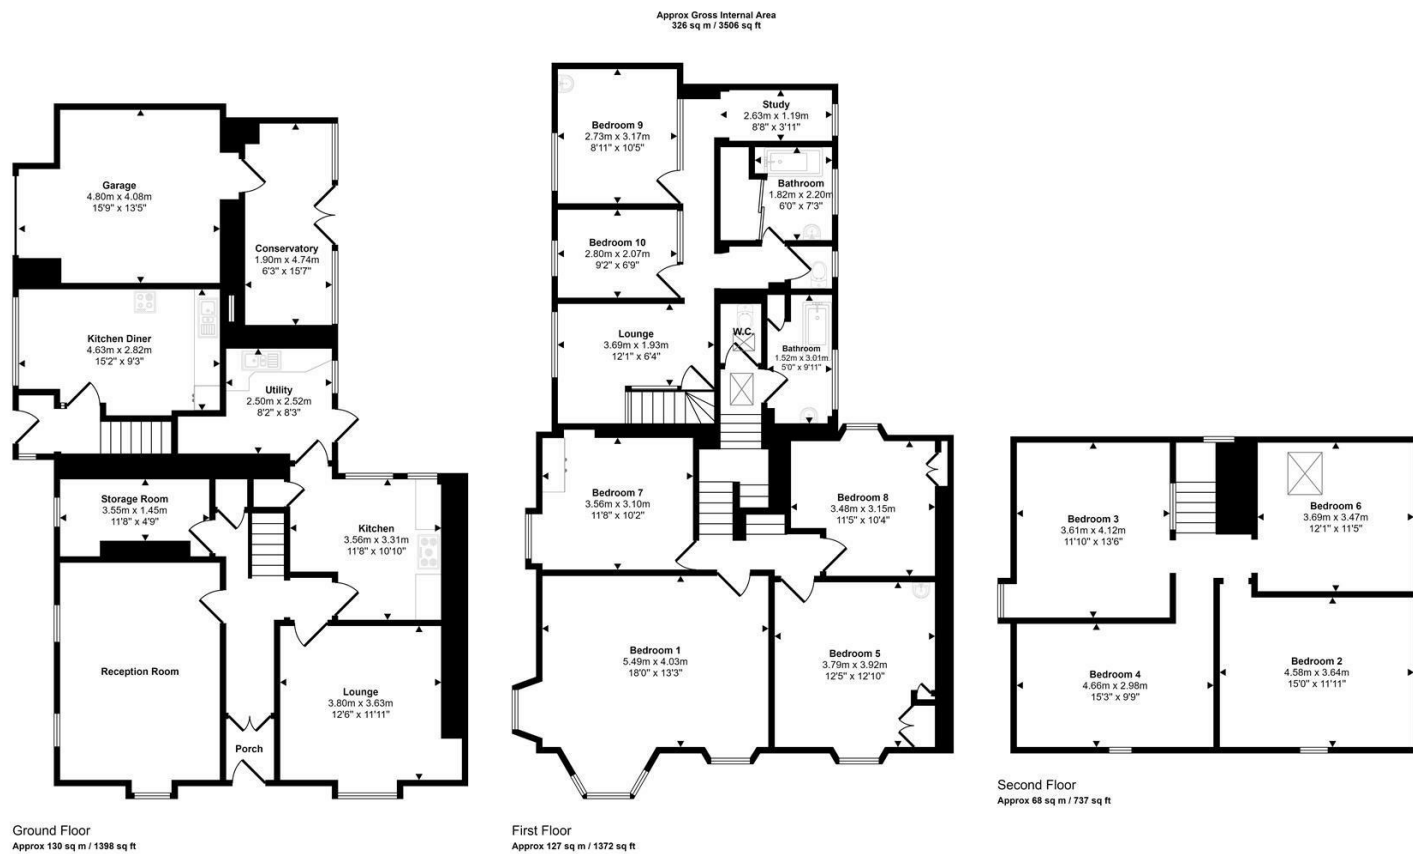 Approx Gross Internal Area
326 sq m / 3506 sq ft
Garage
4.80m x 4.08m
15'9" x 13'5"
Conservatory
1.90m x 4.74m
6'3" x 15'7"
Kitchen Diner
4.63m x 2.82m
15'2" x 9'3"
Utility
2.50m x 2.52m
8'2" x 8'3"
Storage Room
3.55m x 1.45m
11'8" x 4'9"
Kitchen
3.56m x 3.31m
11'8" x 10'10"
Reception Room
Lounge
3.80m x 3.63m
12'6" x 11'11"
Porch
Ground Floor
Approx 130 sq m / 1398 sq ft
Bedroom 9
2.73m x 3.17m
8'11" x 10'5"
Study
2.63m x 1.19m
8'8" x 3'11"
Bathroom
1.82m x 2.20m
6'0" x 7'3"
Bedroom 10
2.80m x 2.07m
9'2" x 6'9"
Lounge
3.69m x 1.93m
12'1" x 6'4"
W.C.
Bathroom
1.52m x 3.01m
5'0" x 9'11"
Bedroom 7
3.56m x 3.10m
11'8" x 10'2"
Bedroom 8
3.48m x 3.15m
11'5" x 10'4"
Bedroom 1
5.49m x 4.03m
18'0" x 13'3"
Bedroom 5
3.79m x 3.92m
12'5" x 12'10"
First Floor
Approx 127 sq m / 1372 sq ft
Bedroom 3
3.61m x 4.12m
11'10" x 13'6"
Bedroom 6
3.69m x 3.47m
12'1" x 11'5"
Bedroom 4
4.66m x 2.98m
15'3" x 9'9"
Bedroom 2
4.58m x 3.64m
15'0" x 11'11"
Second Floor
Approx 68 sq m / 737 sq ft